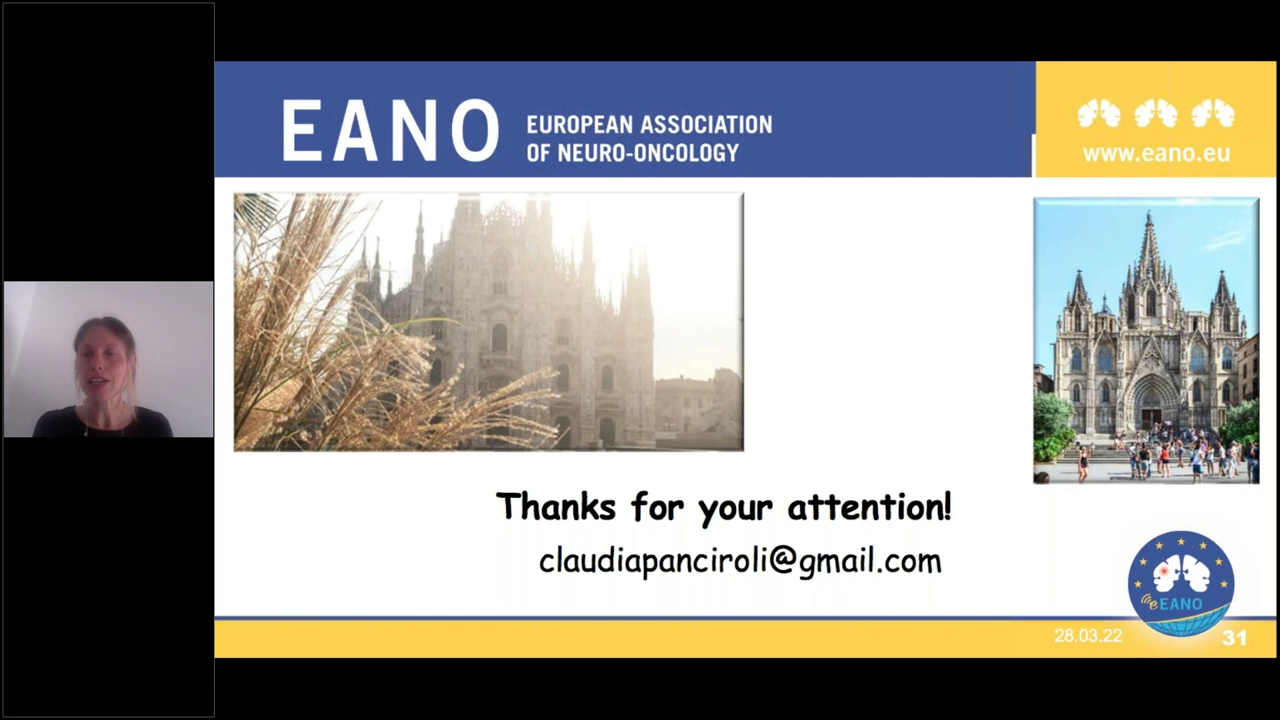 EANO
EUROPEAN ASSOCIATION
OF NEURO-ONCOLOGY
www.eano.eu
Thanks for your attention!
claudiapanciroli@gmail.com
eEANO
28.03.22
31